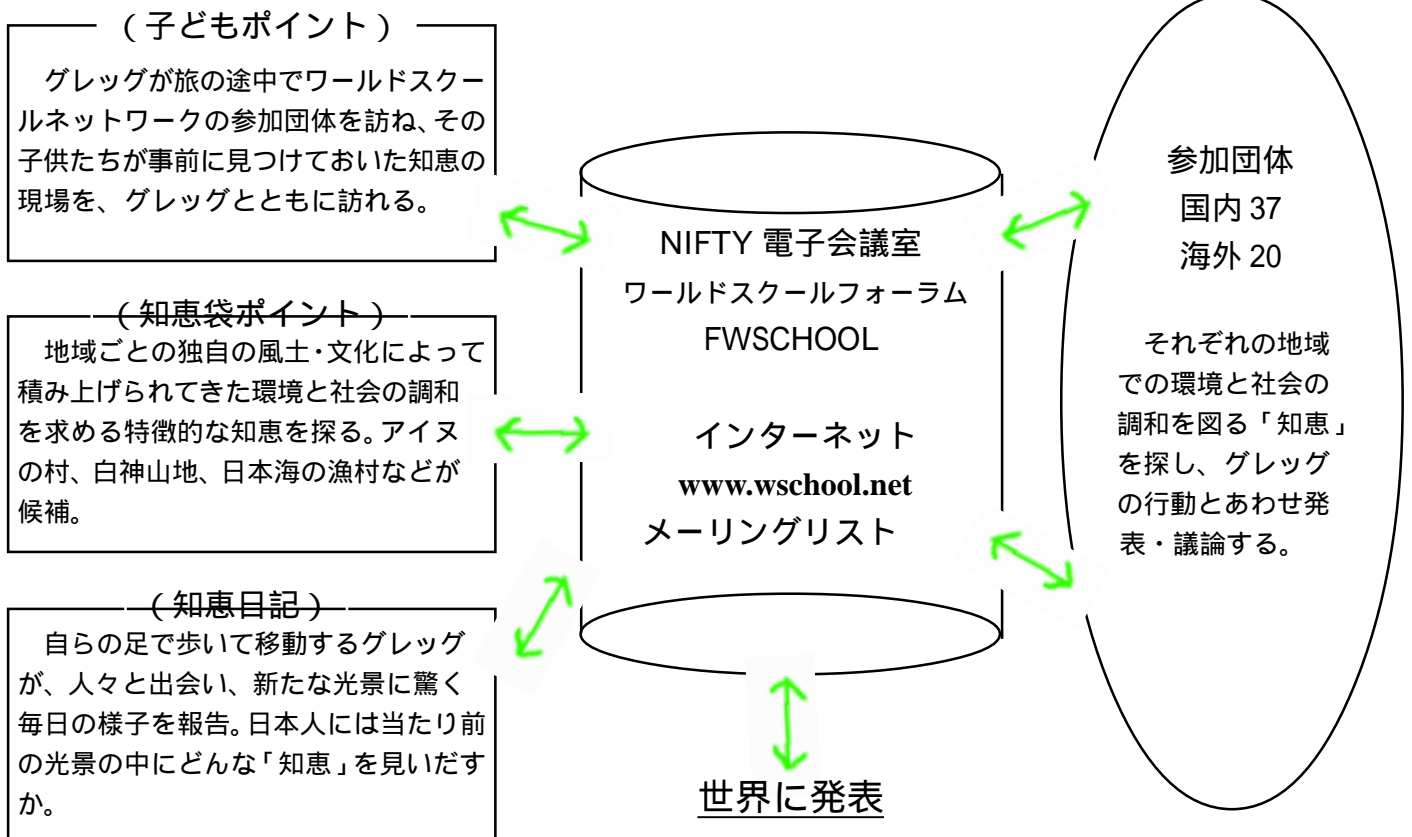 （子どもポイント）
グレッグが旅の途中でワールドスクー
ルネットワークの参加団体を訪ね、その
子供たちが事前に見つけておいた知恵の
現場を、グレッグとともに訪れる。
（知恵袋ポイント）
地域ごとの独自の風土・文化によって
積み上げられてきた環境と社会の調和
を求める特徴的な知恵を探る。アイヌ
の村、白神山地、日本海の漁村などが
候補。
（知恵日記）
自らの足で歩いて移動するグレッグ
が、人々と出会い、新たな光景に驚く
毎日の様子を報告。日本人には当たり前
の光景の中にどんな「知恵」を見いだす
か。
NIFTY 電子会議室
ワールドスクールフォーラム
FWSCHOOL
インターネット
www.wschool.net
メーリングリスト
世界に発表
参加団体
国内 37
海外 20
それぞれの地域
での環境と社会の
調和を図る「知恵」
を探し、グレッグ
の行動とあわせ発
表・議論する。